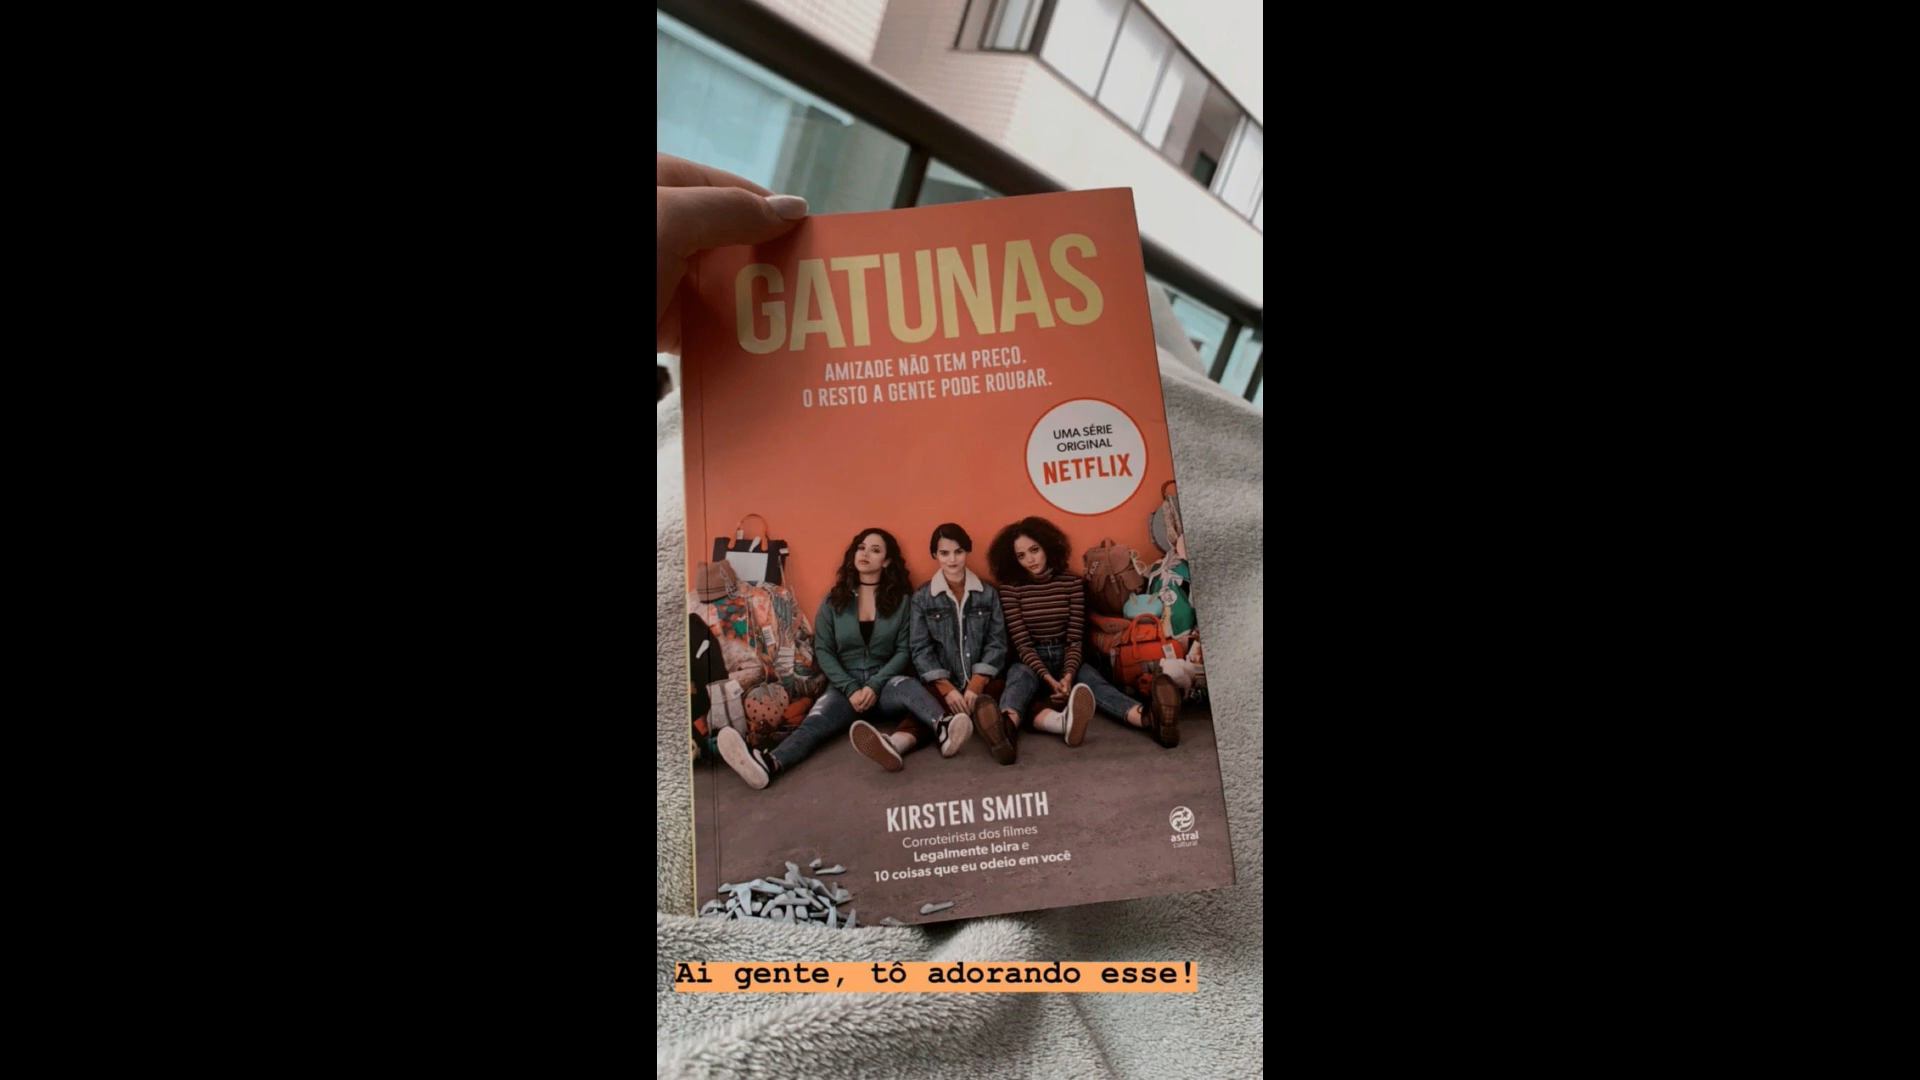 GATUNAS
AMIZADE NÃO TEM PREÇO.
O RESTO A GENTE PODE ROUBAR.
UMA SÉRIE
ORIGINAL
NETFLIX
KIRSTEN SMITH
Corroteirista dos filmes
Legalmente loira e
10 coisas que eu odeio em você
astral
cultural
Ai gente, tô adorando esse!